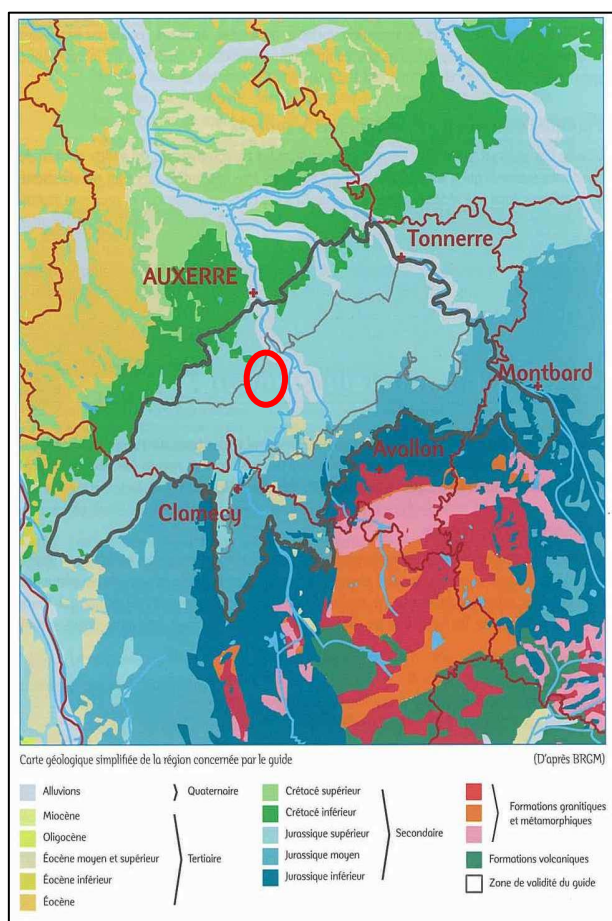 Tonnerre
AUXERRE
Montbard
Avallon
Clamecy
Carte géologique simplifiée de la région concernée par le guide
(D'après BRGM)
Alluvions
Quaternaire
Miocène
Oligocène
Éocène moyen et supérieur
Éocène inférieur
Éocène
Tertiaire
Crétacé supérieur
Crétacé inférieur
Jurassique supérieur
Jurassique moyen
Jurassique inférieur
Secondaire
Formations granitiques
et métamorphiques
Formations volcaniques
Zone de validité du guide